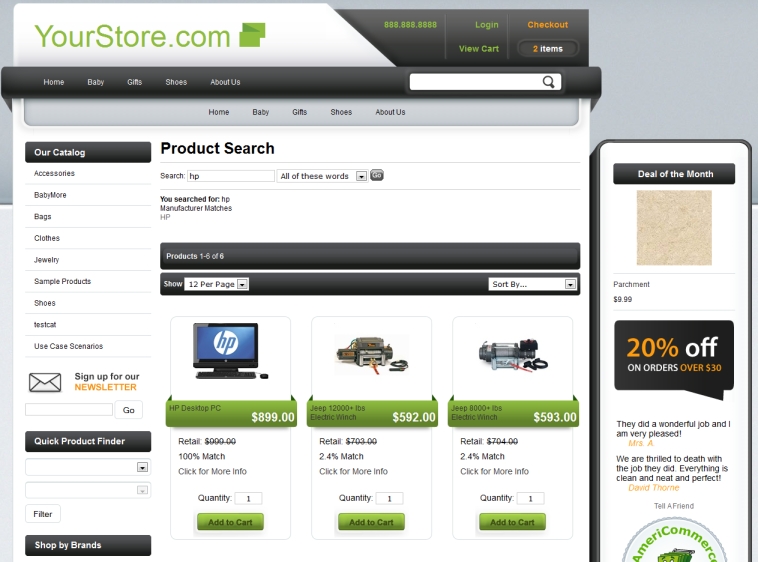 YourStore.com
888.888.8888
Login
Checkout
View Cart
2 items
Home Baby Gifts Shoes About Us
Home Baby Gifts Shoes About Us
Our Catalog
Accessories
BabyMore
Bags
Clothes
Jewelry
Sample Products
Shoes
testcat
Use Case Scenarios
Sign up for our
NEWSLETTER
Go
Quick Product Finder
Filter
Shop by Brands
Product Search
Search: hp All of these words Go
You searched for: hp
Manufacturer Matches
HP
Products 1-6 of 6
Show 12 Per Page Sort By...
hp
HP Desktop PC
$899.00
Retail: $999.00
100% Match
Click for More Info
Quantity: 1
Add to Cart
Jeep 12000+ lbs
Electric Winch
$592.00
Retail: $703.00
2.4% Match
Click for More Info
Quantity: 1
Add to Cart
Jeep 8000+ lbs
Electric Winch
$593.00
Retail: $704.00
2.4% Match
Click for More Info
Quantity: 1
Add to Cart
Deal of the Month
Parchment
$9.99
20% off
ON ORDERS OVER $30
They did a wonderful job and I
am very pleased!
Mrs. A
We are thrilled to death with
the job they did. Everything is
clean and neat and perfect!
David Thorne
Tell A Friend
AmeriCommerce